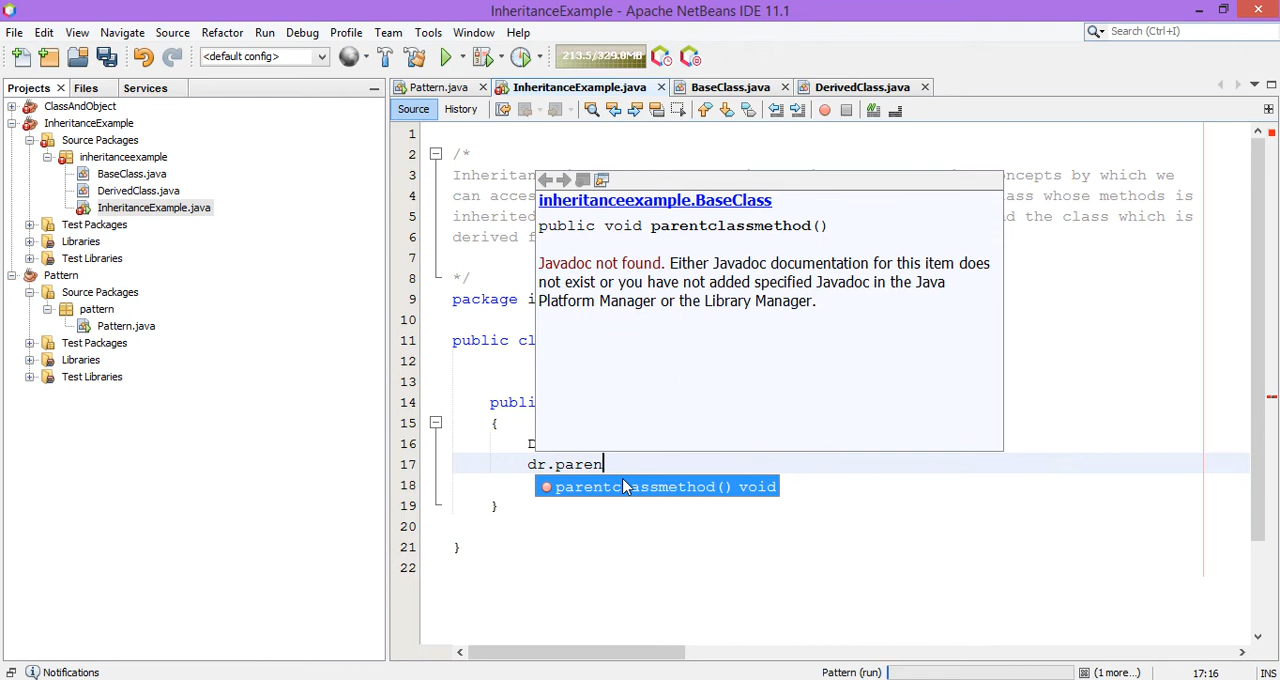 InheritanceExample - Apache NetBeans IDE 11.1
File Edit View Navigate Source Refactor Run Debug Profile Team Tools Window Help
Search (Ctrl+I)
<default config>
213.5/329.0MB
Projects Files Services
Pattern.java InheritanceExample.java BaseClass.java DerivedClass.java
Source History
ClassAndObject
InheritanceExample
Source Packages
inheritanceexample
BaseClass.java
DerivedClass.java
InheritanceExample.java
Test Packages
Libraries
Test Libraries
Pattern
Source Packages
pattern
Pattern.java
Test Packages
Libraries
Test Libraries
1
2 /*
3 Inheritan oncepts by which we
4 can acces lass whose methods is
5 inherited d the class which is
6 derived f
7
8 */
9 package i
10
11 public cl
12
13
14 publi
15 {
16 D
17 dr.paren
18
19 }
20
21 }
22
inheritanceexample.BaseClass
public void parentclassmethod()
Javadoc not found. Either Javadoc documentation for this item does
not exist or you have not added specified Javadoc in the Java
Platform Manager or the Library Manager.
parentclassmethod() void
Notifications
Pattern (run) (1 more...) 17:16 INS